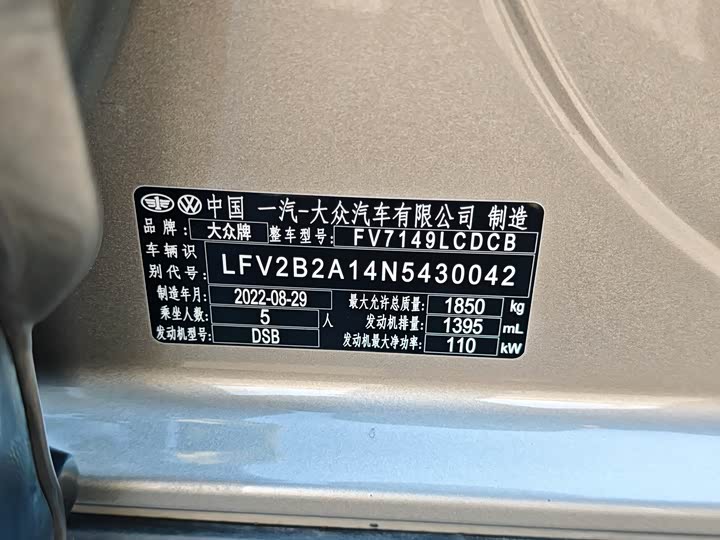 中国 一汽-大众汽车有限公司 制造
品牌: 大众牌 整车型号: FV7149LCDCB
车辆识别代号: LFV2B2A14N5430042
制造年月: 2022-08-29 最大允许总质量: 1850 kg
乘坐人数: 5 人 发动机排量: 1395 mL
发动机型号: DSB 发动机最大净功率: 110 kW